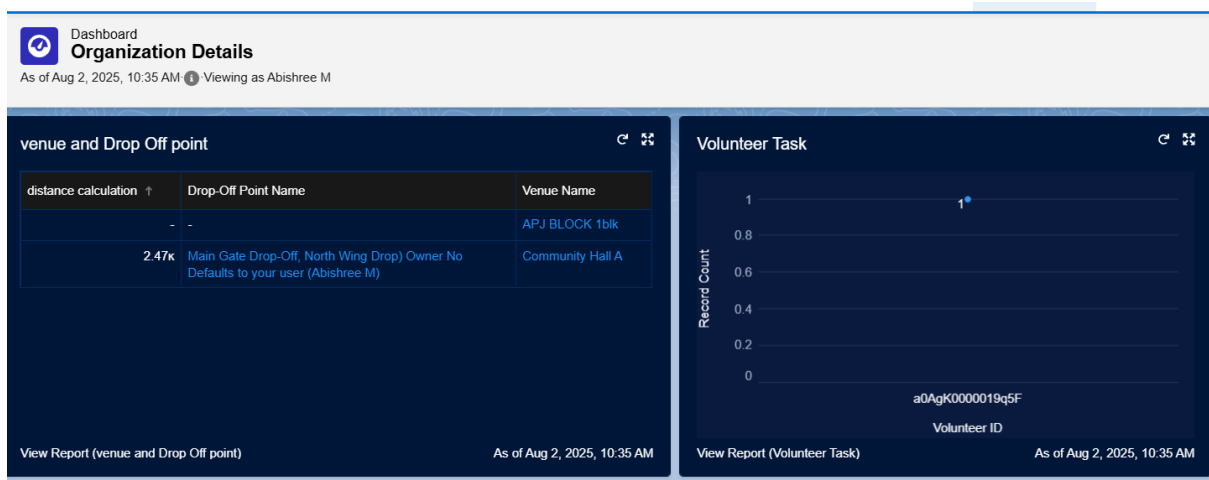 Dashboard
Organization Details
As of Aug 2, 2025, 10:35 AM Viewing as Abishree M
venue and Drop Off point
distance calculation ↑ Drop-Off Point Name Venue Name
- - APJ BLOCK 1blk
2.47K Main Gate Drop-Off, North Wing Drop) Owner No Community Hall A
Defaults to your user (Abishree M)
View Report (venue and Drop Off point) As of Aug 2, 2025, 10:35 AM
Volunteer Task
1
0.8
0.6
0.4
0.2
0
Record Count
1
a0AgK0000019q5F
Volunteer ID
View Report (Volunteer Task) As of Aug 2, 2025, 10:35 AM